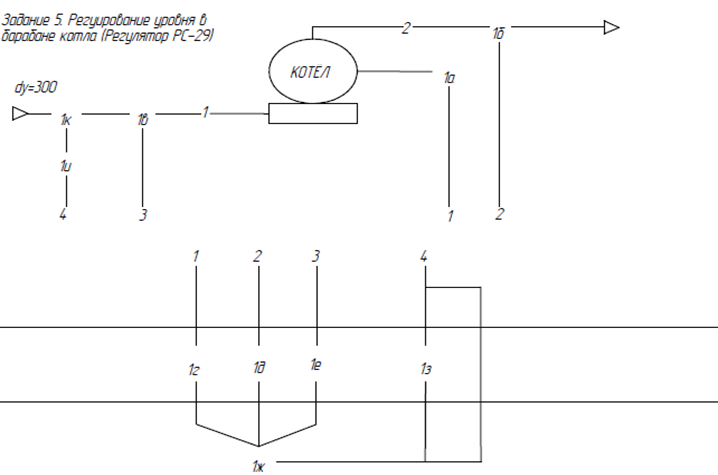 Задание 5. Регуирование уровня в
барабане котла (Регулятор РС-29)
2
1б
КОТЕЛ
1а
dy=300
1к
1в
1
1и
4
3
1
2
1
2
3
4
1г
1д
1е
1з
1ж